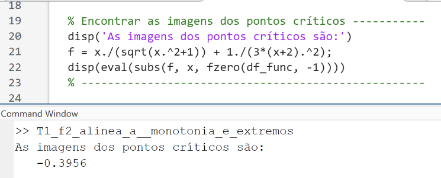 18
19 % Encontrar as imagens dos pontos críticos -----------
20 disp('As imagens dos pontos críticos são:')
21 f = x./(sqrt(x.^2+1)) + 1./(3*(x+2).^2);
22 disp(eval(subs(f, x, fzero(df_func, -1))))
23 % ---------------------------------------------------
24
Command Window
>> T1_f2_alinea_a__monotonia_e_extremos
As imagens dos pontos críticos são:
-0.3956